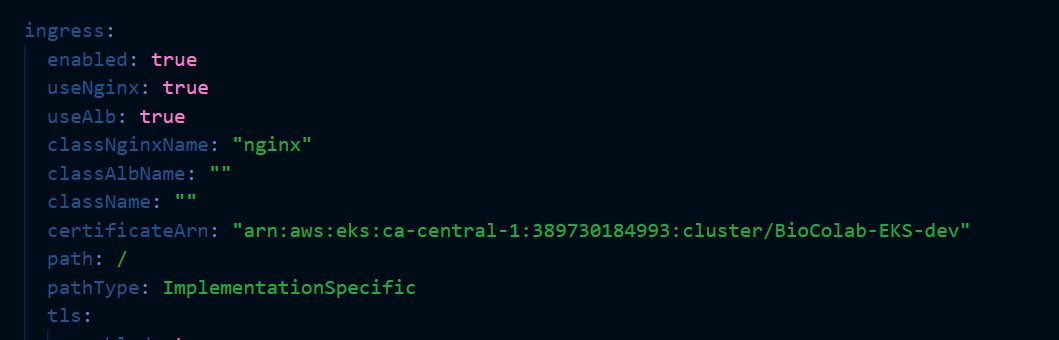 ingress:
enabled: true
useNginx: true
useAlb: true
classNginxName: "nginx"
classAlbName: ""
className: ""
certificateArn: "arn:aws:eks:ca-central-1:389730184993:cluster/BioColab-EKS-dev"
path: /
pathType: ImplementationSpecific
tls: